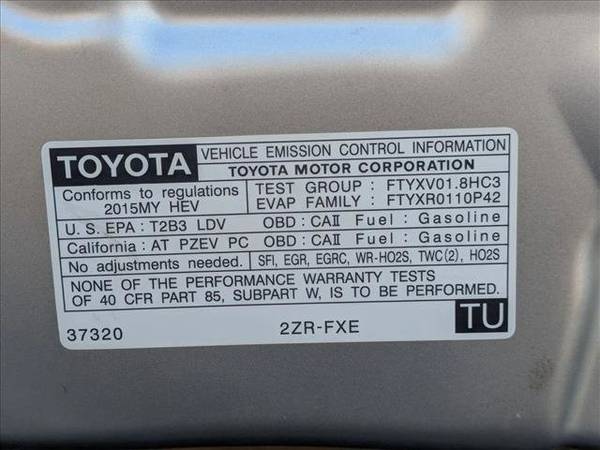 TOYOTA
VEHICLE EMISSION CONTROL INFORMATION
TOYOTA MOTOR CORPORATION
Conforms to regulations
2015MY HEV
TEST GROUP : FTYXV01.8HC3
EVAP FAMILY : FTYXR0110P42
U. S. EPA : T2B3 LDV OBD: CAⅡ Fuel: Gasoline
California : AT PZEV PC OBD: CAⅡ Fuel: Gasoline
No adjustments needed. SFI, EGR, EGRC, WR-HO2S, TWC(2), HO2S
NONE OF THE PERFORMANCE WARRANTY TESTS
OF 40 CFR PART 85, SUBPART W, IS TO BE PERFORMED.
37320 2ZR-FXE TU